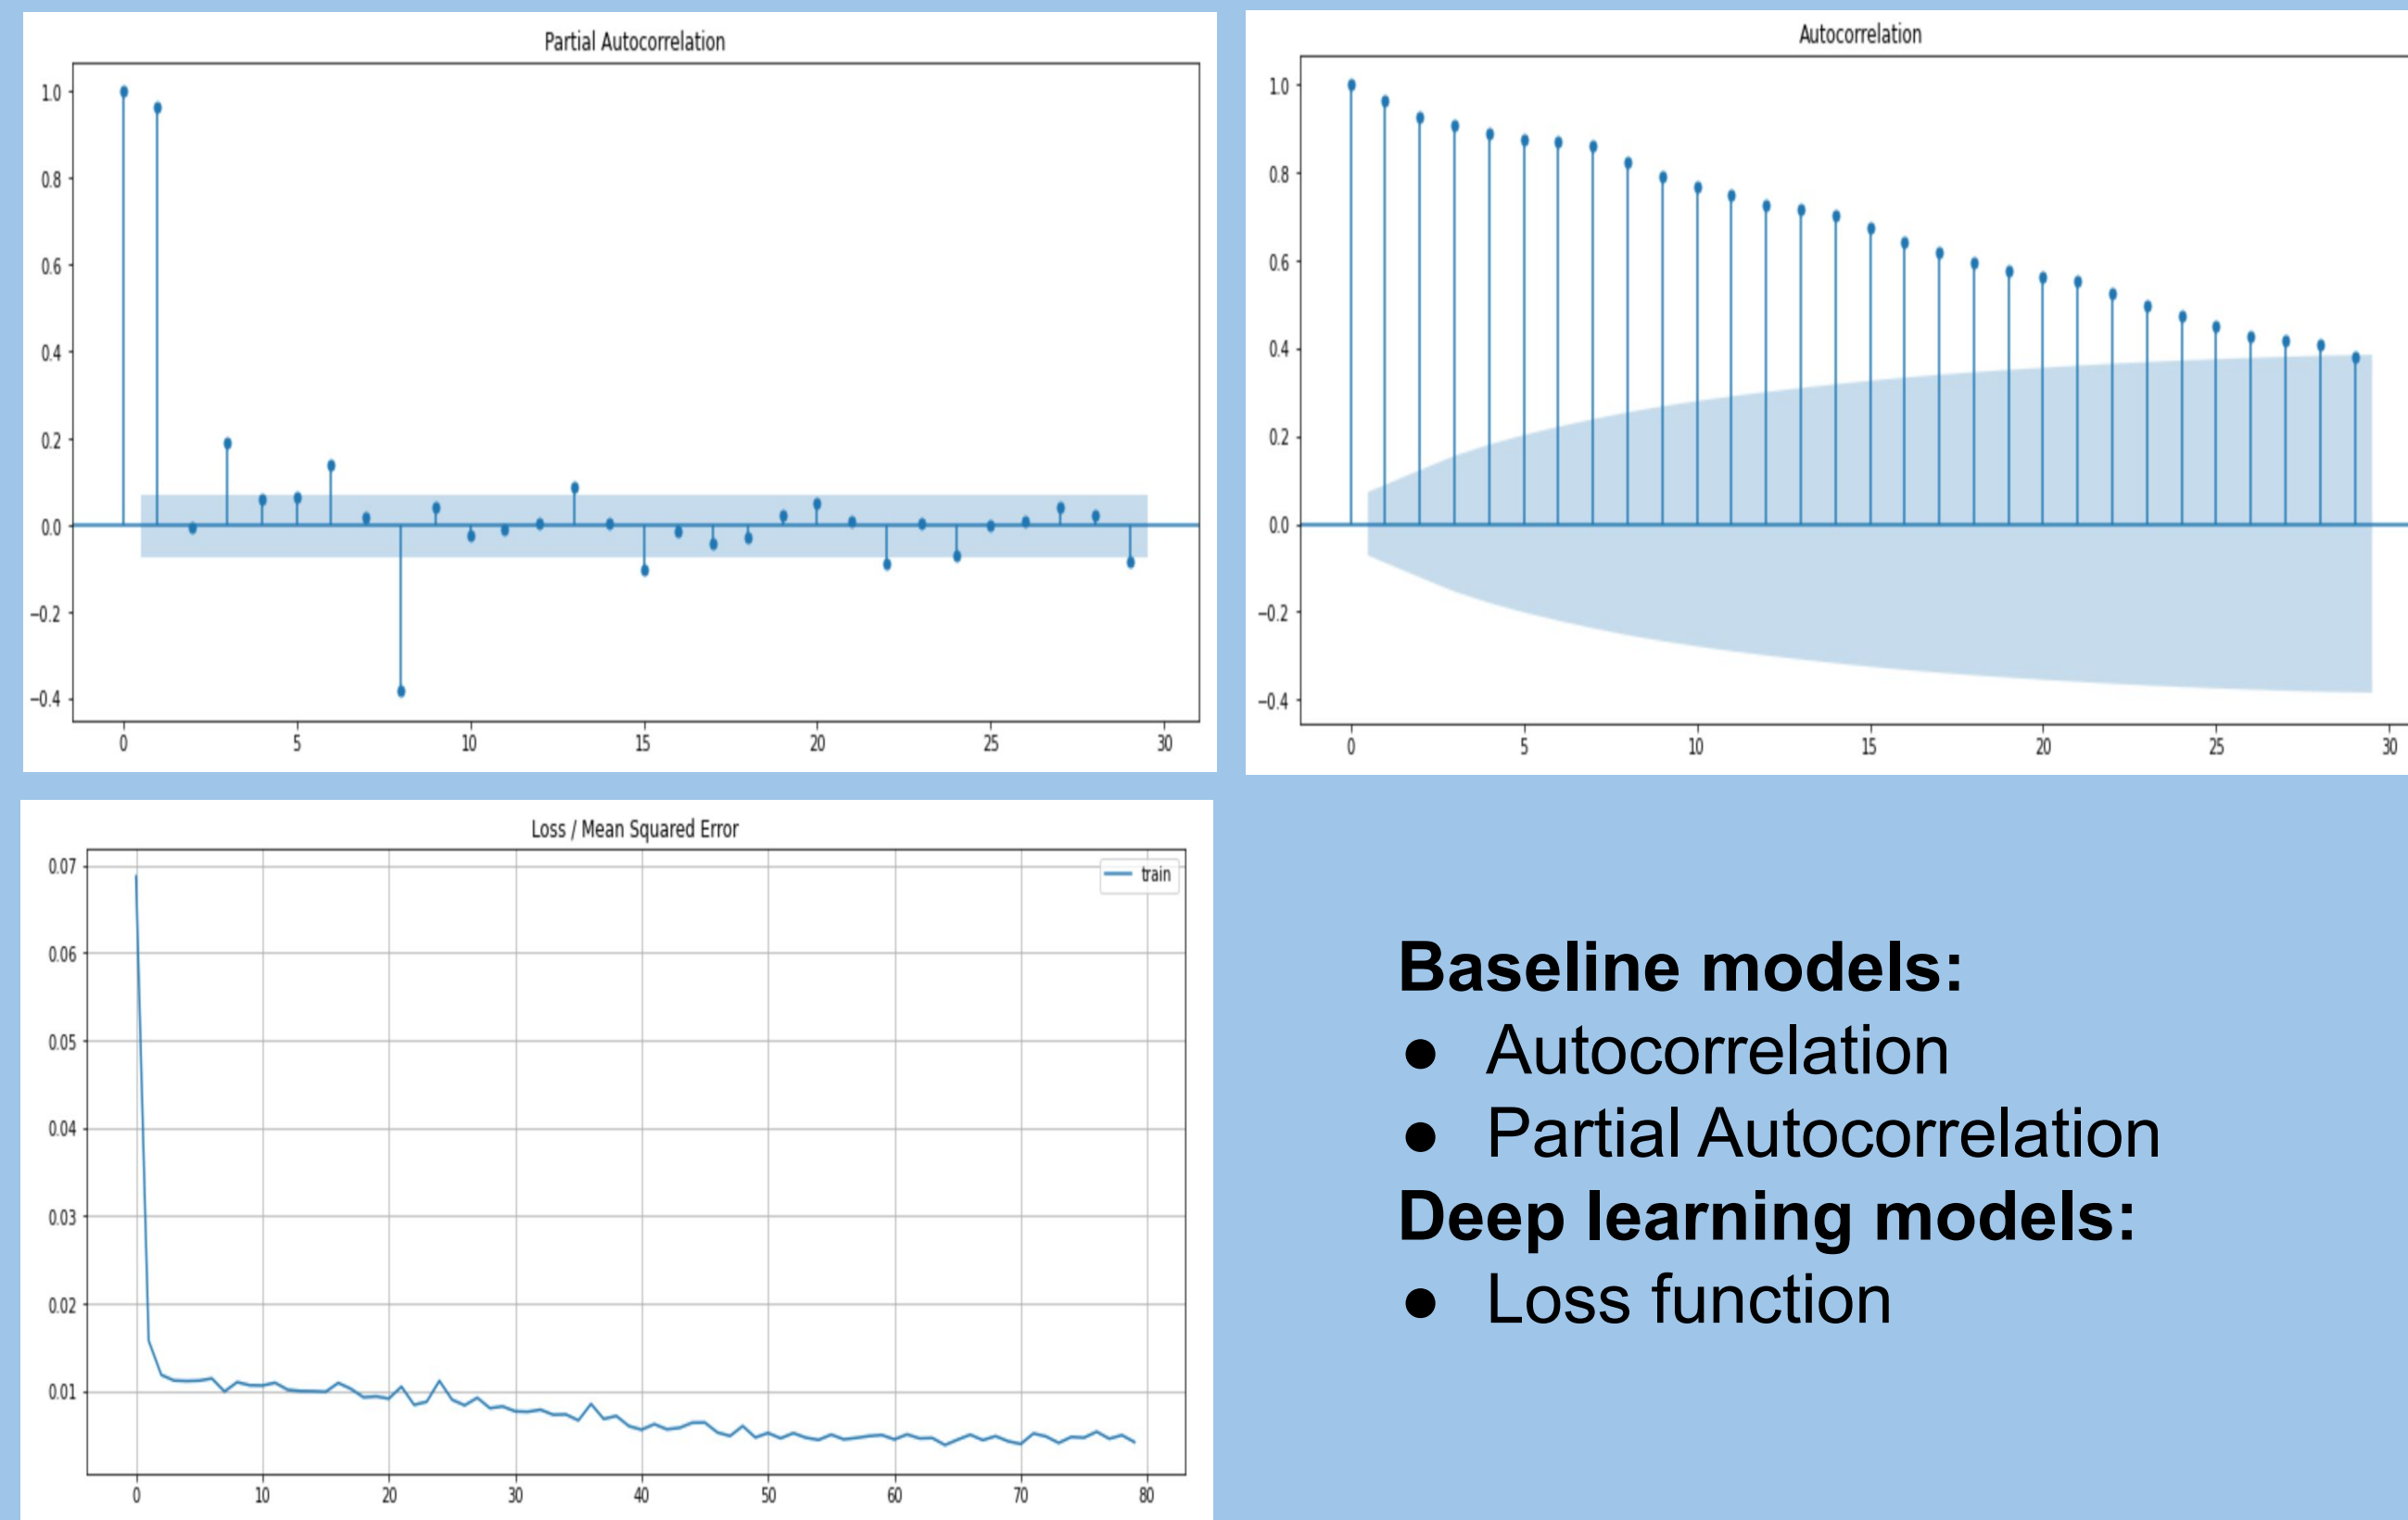 Partial Autocorrelation
1.0
0.8
0.6
0.4
0.2
0.0
−0.2
−0.4
0 5 10 15 20 25 30
Autocorrelation
1.0
0.8
0.6
0.4
0.2
0.0
−0.2
−0.4
0 5 10 15 20 25 30
Loss / Mean Squared Error
train
0.07
0.06
0.05
0.04
0.03
0.02
0.01
0 10 20 30 40 50 60 70 80
Baseline models:
● Autocorrelation
● Partial Autocorrelation
Deep learning models:
● Loss function